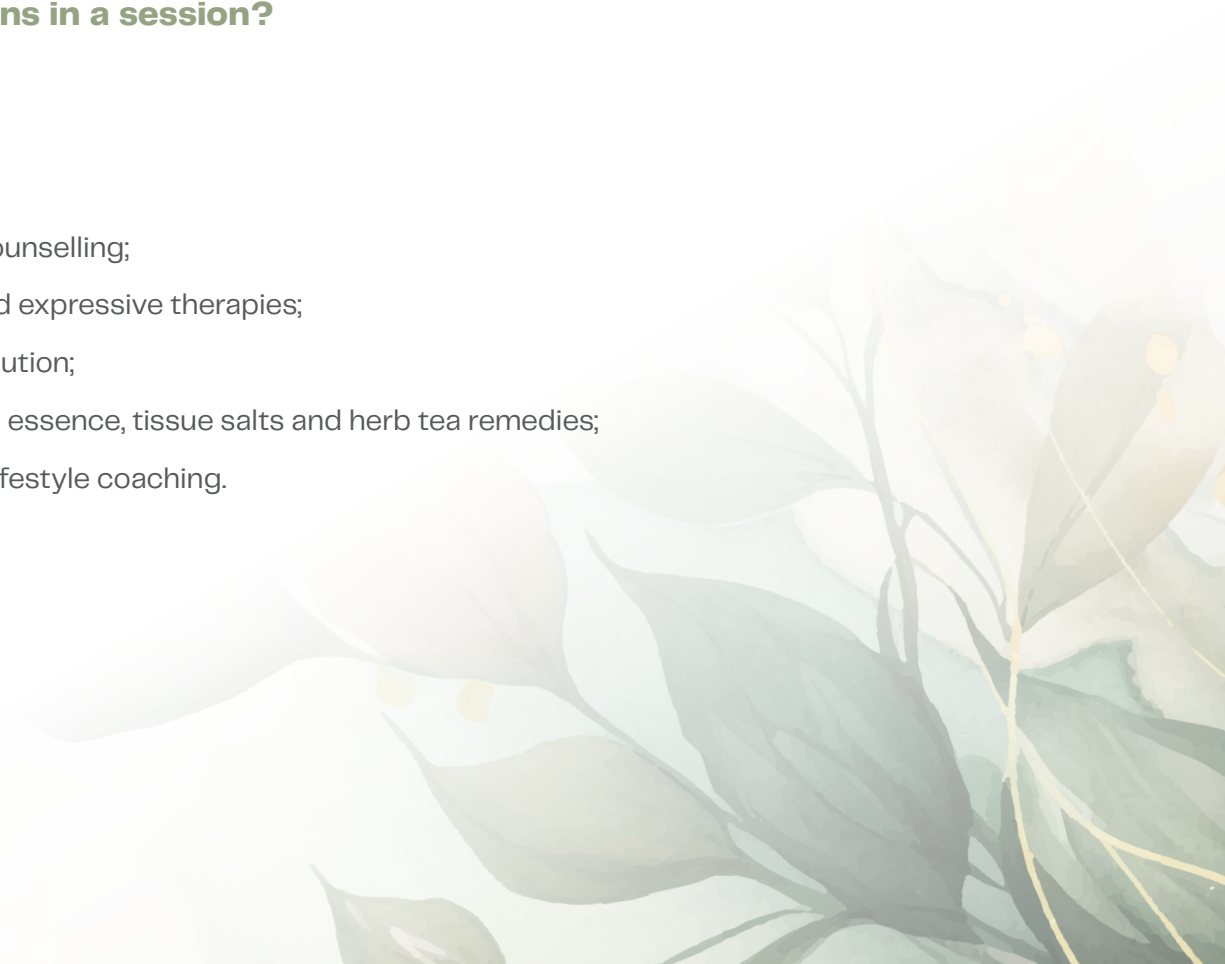 ns in a session?
ounselling;
d expressive therapies;
ution;
essence, tissue salts and herb tea remedies;
festyle coaching.